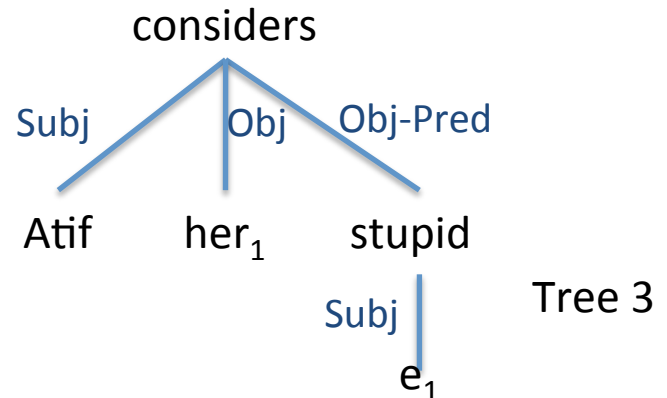 considers
Subj Obj Obj-Pred
Atif her₁ stupid
Tree 3
Subj
e₁